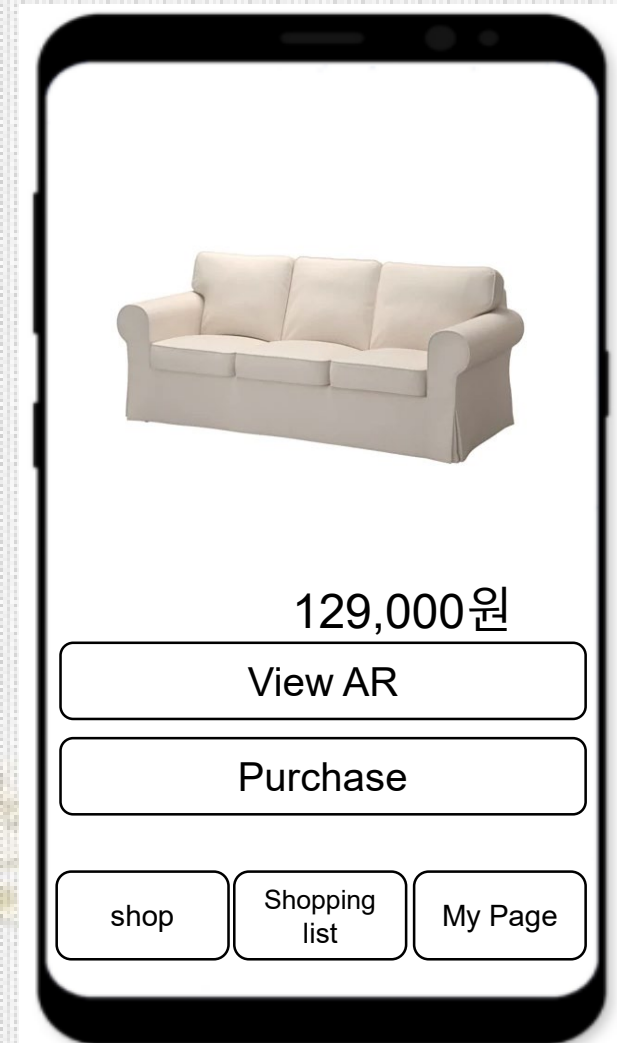 129,000원
View AR
Purchase
shop
Shopping
list
My Page